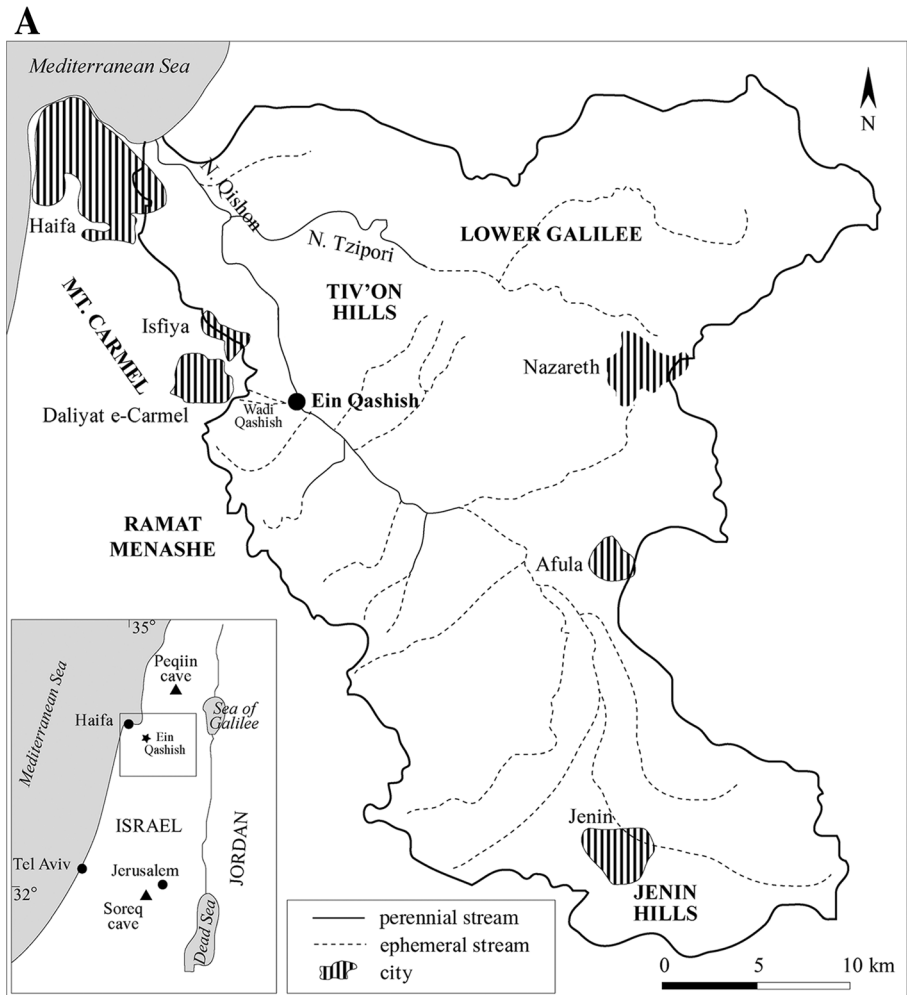 A
Mediterranean Sea
N
N. Qishon
Haifa
N. Tzipori
LOWER GALILEE
TIV'ON
HILLS
MT. CARMEL
Isfiya
Nazareth
Daliyat e-Carmel
Wadi
Qashish
Ein Qashish
RAMAT
MENASHE
Afula
35°
Peqiin
cave
Mediterranean Sea
Sea of
Galilee
Haifa
Ein
Qashish
ISRAEL
JORDAN
Tel Aviv
Jerusalem
32°
Soreq
cave
Dead Sea
Jenin
JENIN
HILLS
perennial stream
ephemeral stream
city
0 5 10 km